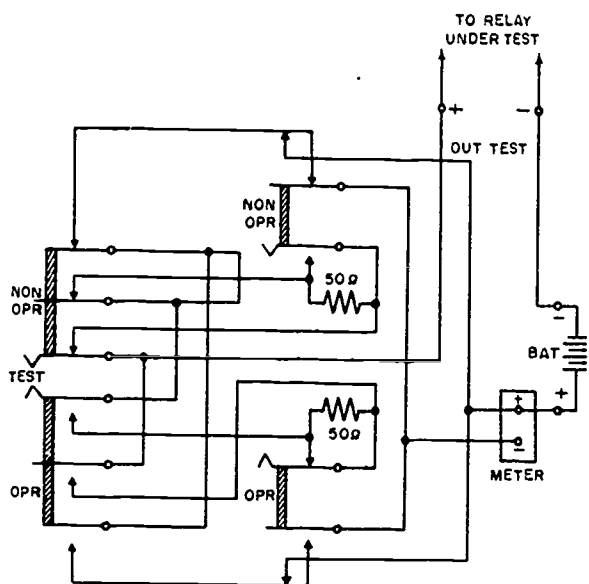 TO RELAY
UNDER TEST
+
−
OUT TEST
NON
OPR
50Ω
NON
OPR
−
BAT
+
TEST
50Ω
+
−
METER
OPR
OPR